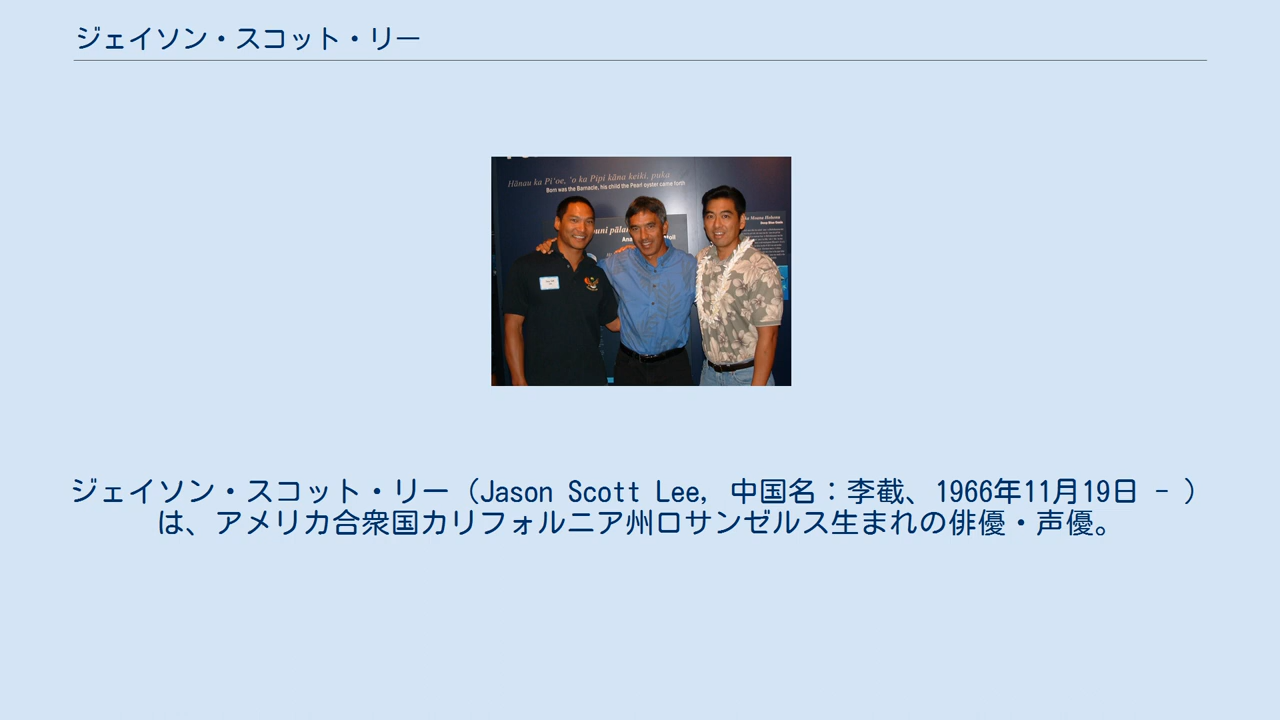 ジェイソン・スコット・リー
Hānau ka Pi'oe, 'o ka Pipi kāna keiki, puka
Born was the Barnacle, his child the Pearl oyster came forth
ジェイソン・スコット・リー（Jason Scott Lee, 中国名：李截、1966年11月19日 - ）
は、アメリカ合衆国カリフォルニア州ロサンゼルス生まれの俳優・声優。